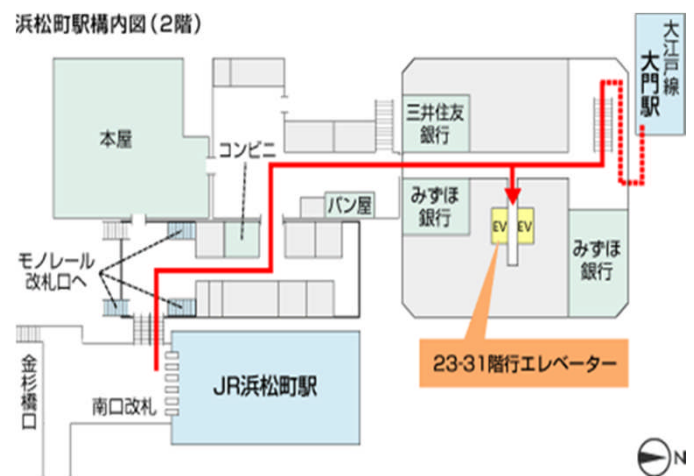 浜松町駅構内図(2階)
大江戸線
大門駅
本屋
コンビニ
三井住友
銀行
みずほ
銀行
パン屋
EV
EV
みずほ
銀行
モノレール
改札口へ
23-31階行エレベーター
金杉橋口
南口改札
JR浜松町駅
N